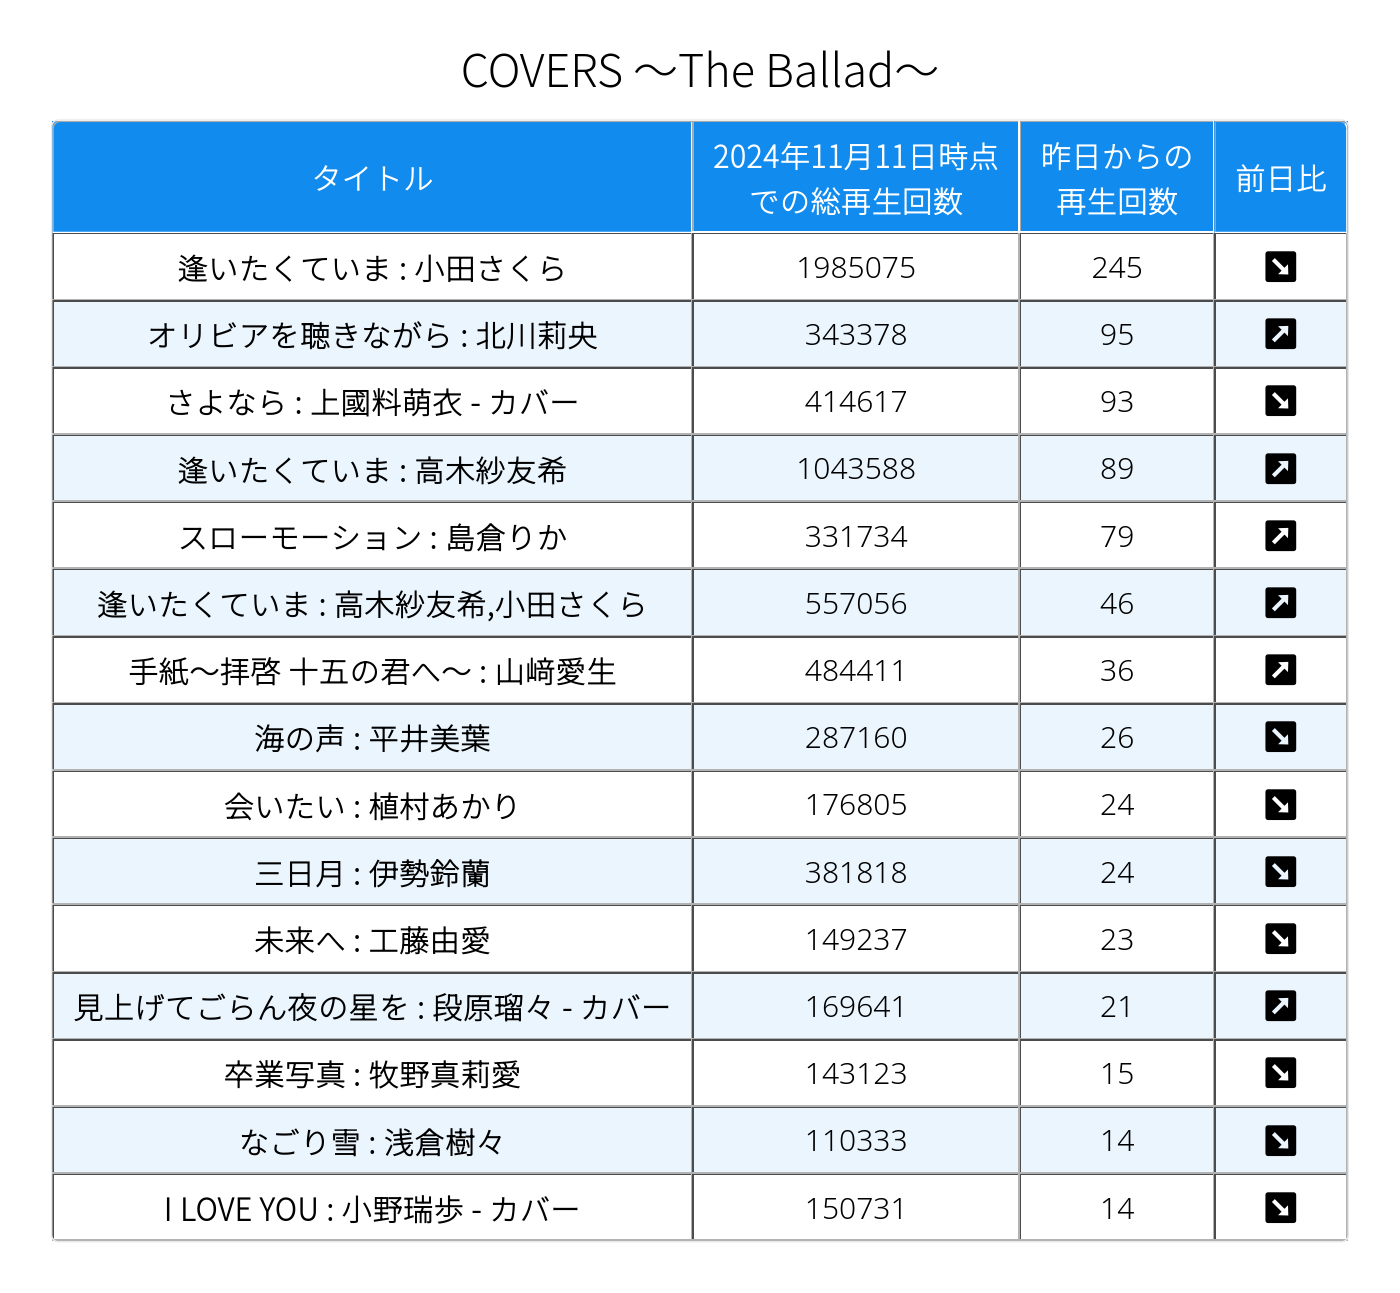 COVERS ～The Ballad～
タイトル 2024年11月11日時点での総再生回数 昨日からの再生回数 前日比
逢いたくていま : 小田さくら 1985075 245 ↘
オリビアを聴きながら : 北川莉央 343378 95 ↗
さよなら : 上國料萌衣 - カバー 414617 93 ↘
逢いたくていま : 高木紗友希 1043588 89 ↗
スローモーション : 島倉りか 331734 79 ↗
逢いたくていま : 高木紗友希,小田さくら 557056 46 ↗
手紙～拝啓 十五の君へ～ : 山﨑愛生 484411 36 ↗
海の声 : 平井美葉 287160 26 ↘
会いたい : 植村あかり 176805 24 ↘
三日月 : 伊勢鈴蘭 381818 24 ↘
未来へ : 工藤由愛 149237 23 ↘
見上げてごらん夜の星を : 段原瑠々 - カバー 169641 21 ↗
卒業写真 : 牧野真莉愛 143123 15 ↘
なごり雪 : 浅倉樹々 110333 14 ↘
I LOVE YOU : 小野瑞歩 - カバー 150731 14 ↘